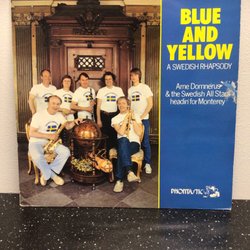 BLUE
AND
YELLOW
A SWEDISH RHAPSODY
Arne Domnérus
& the Swedish All Stars
headin' for Monterey
PHONTASTIC